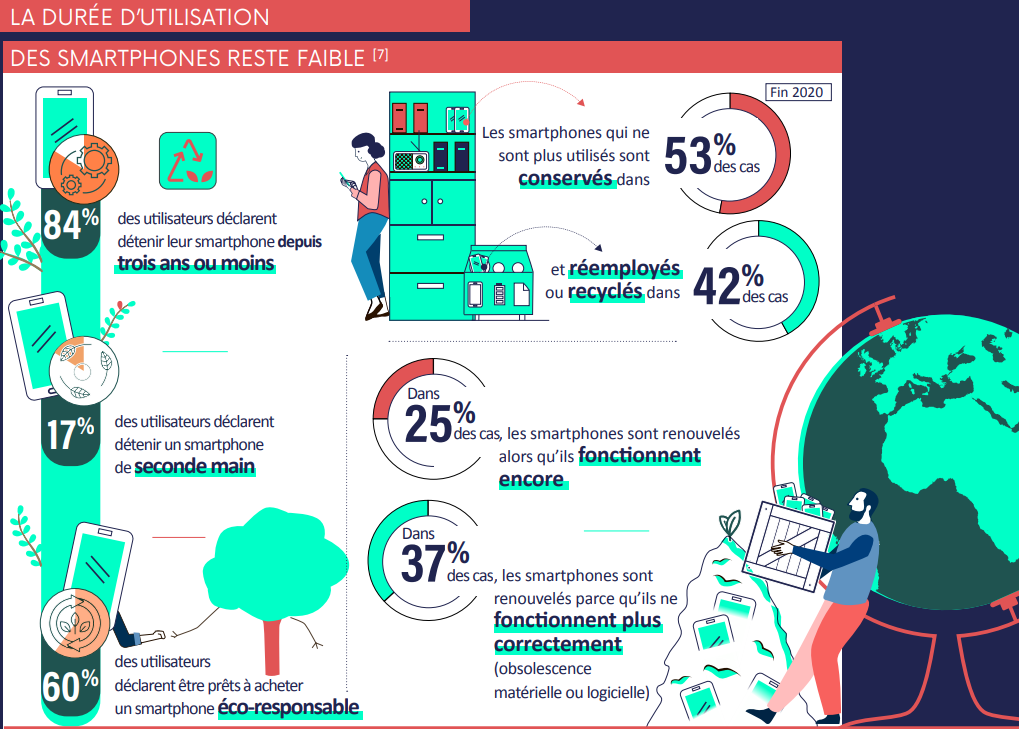 LA DURÉE D'UTILISATION
DES SMARTPHONES RESTE FAIBLE [7]
Fin 2020
84%
des utilisateurs déclarent
détenir leur smartphone depuis
trois ans ou moins
17%
des utilisateurs déclarent
détenir un smartphone
de seconde main
60%
des utilisateurs
déclarent être prêts à acheter
un smartphone éco-responsable
Les smartphones qui ne
sont plus utilisés sont
conservés dans
53%
des cas
et réemployés
ou recyclés dans
42%
des cas
Dans
25%
des cas, les smartphones sont renouvelés
alors qu'ils fonctionnent
encore
Dans
37%
des cas, les smartphones sont
renouvelés parce qu'ils ne
fonctionnent plus
correctement
(obsolescence
matérielle ou logicielle)